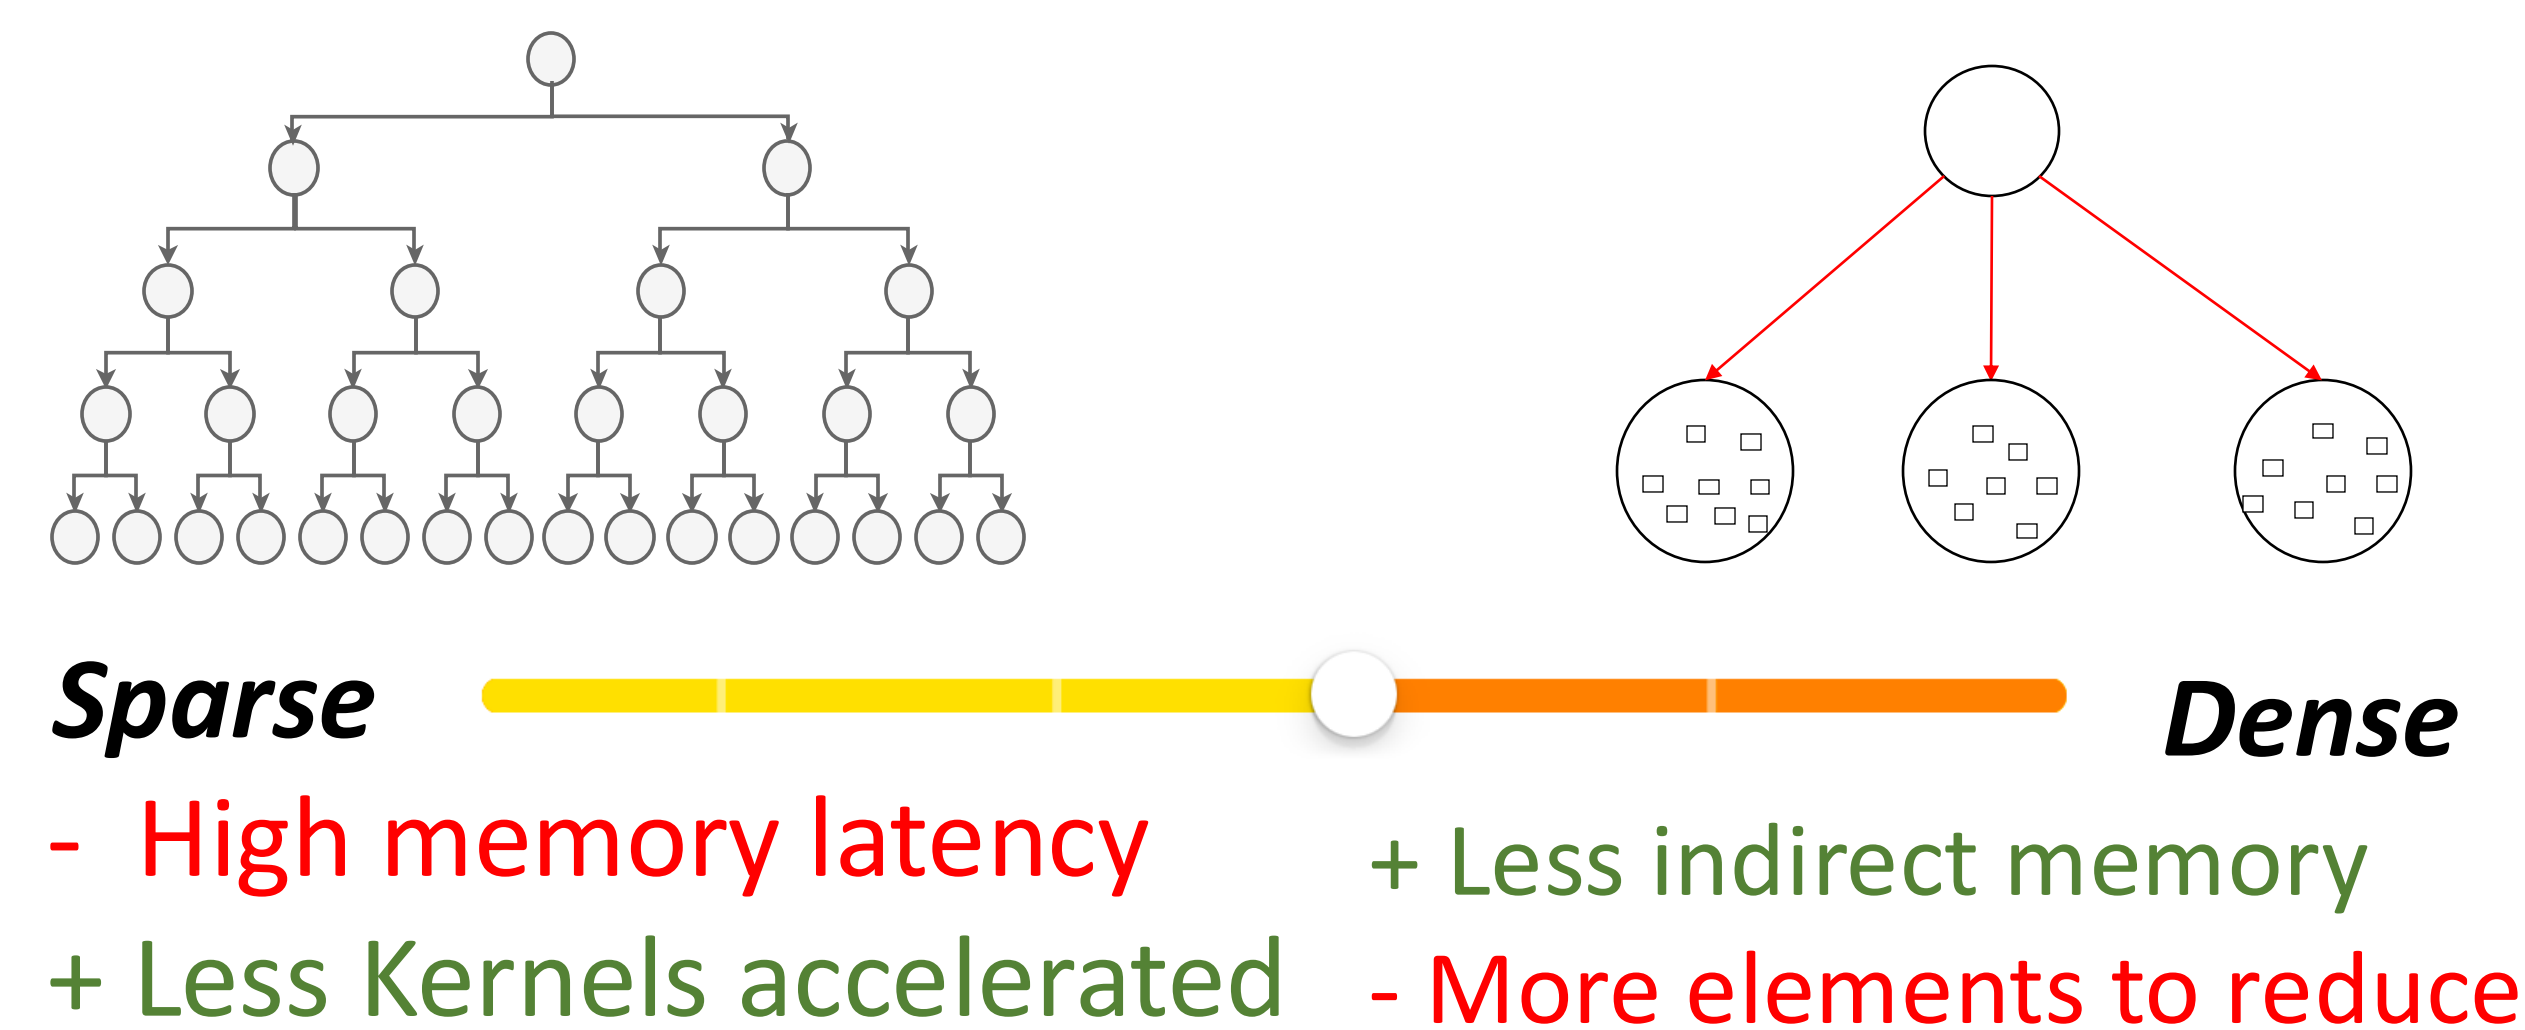 Sparse
Dense
- High memory latency
+ Less Kernels accelerated
+ Less indirect memory
- More elements to reduce